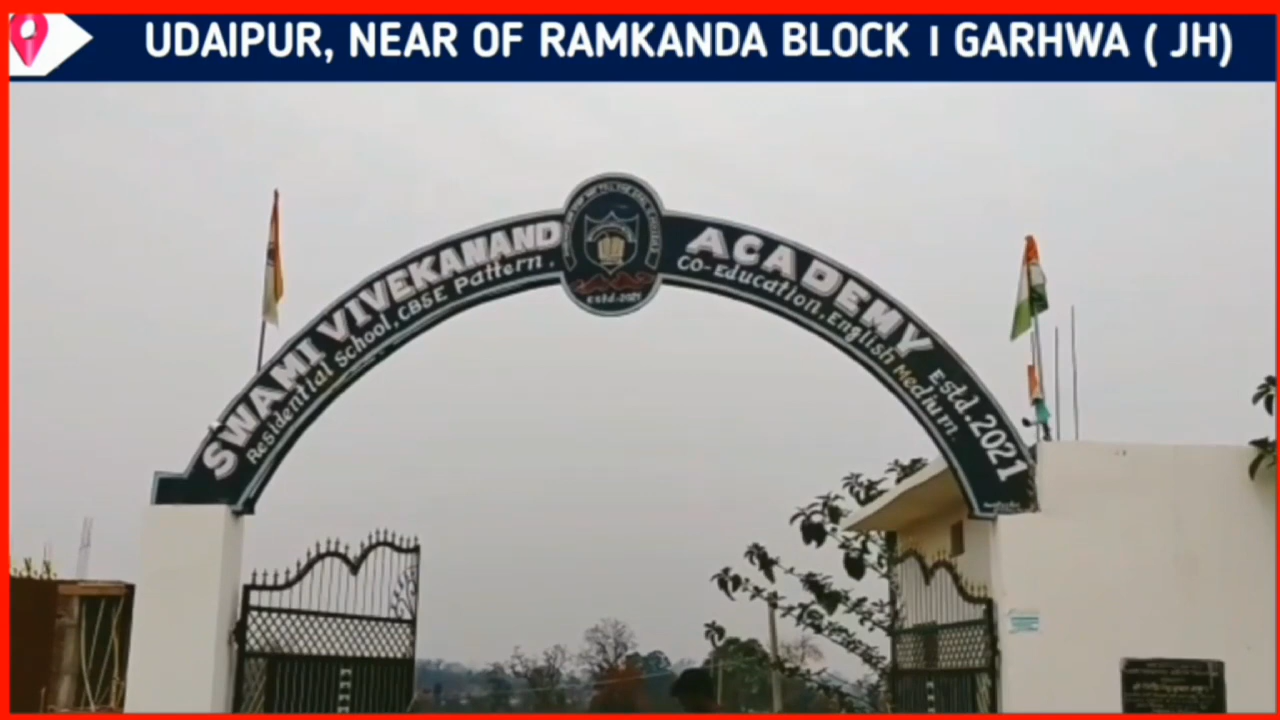 UDAIPUR, NEAR OF RAMKANDA BLOCK | GARHWA ( JH)
SWAMI VIVEKANAND ACADEMY Estd. 2021
Residential School, CBSE Pattern. CO-Education, English Medium.
Estd-2021